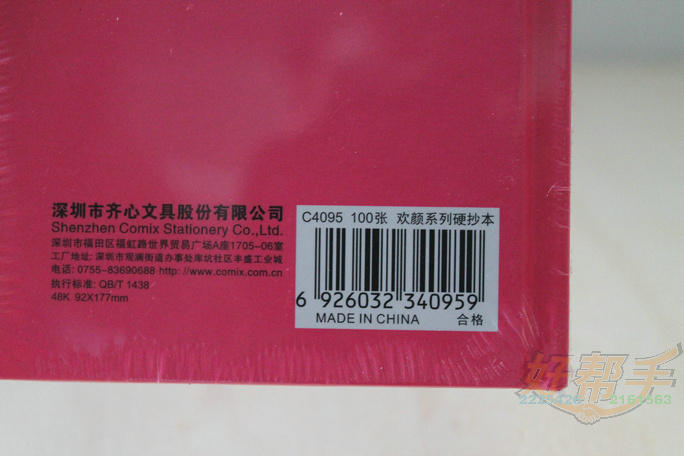 深圳市齐心文具股份有限公司
Shenzhen Comix Stationery Co.,Ltd.
深圳市福田区福虹路世界贸易广场A座1705-06室
工厂地址: 深圳市观澜街道办事处库坑社区丰盛工业城
电话: 0755-83690688 http://www.comix.com.cn
执行标准: QB/T 1438
48K 92X177mm
C4095 100张 欢颜系列硬抄本
6 926032 340959
MADE IN CHINA 合格
好帮手